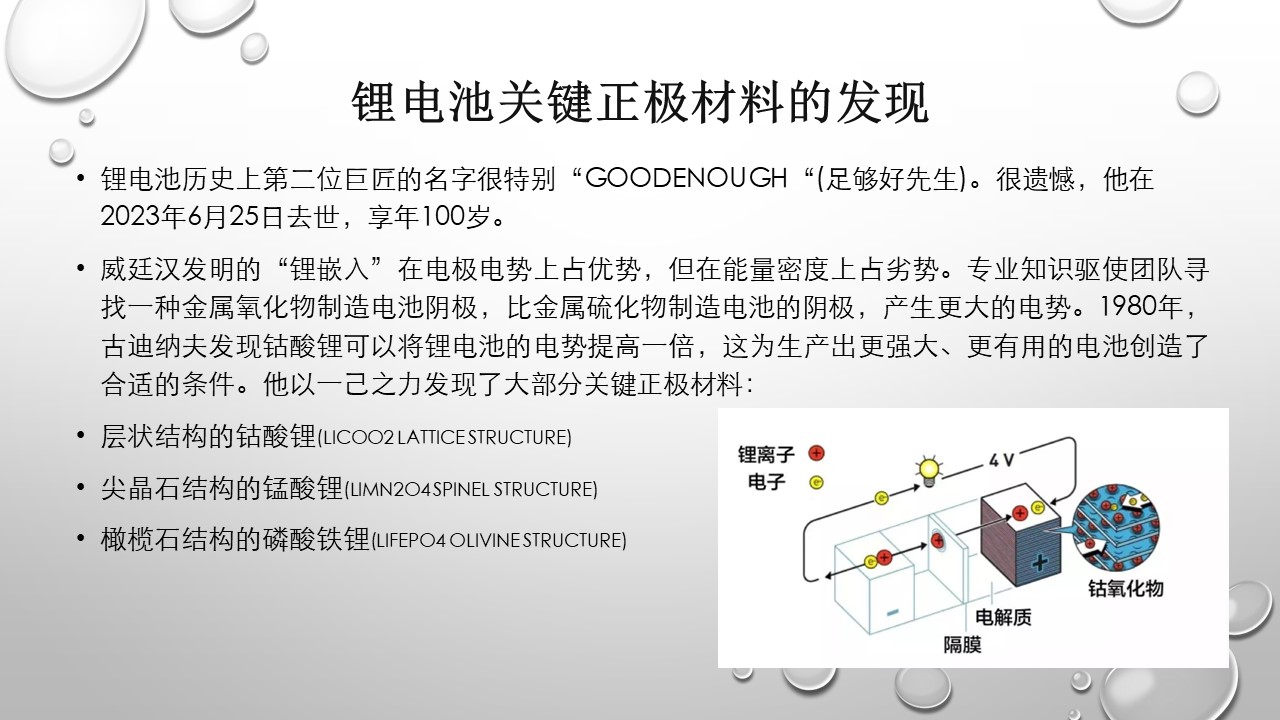 锂电池关键正极材料的发现
• 锂电池历史上第二位巨匠的名字很特别“GOODENOUGH“(足够好先生)。很遗憾，他在
2023年6月25日去世，享年100岁。
• 威廷汉发明的“锂嵌入”在电极电势上占优势，但在能量密度上占劣势。专业知识驱使团队寻
找一种金属氧化物制造电池阴极，比金属硫化物制造电池的阴极，产生更大的电势。1980年，
古迪纳夫发现钴酸锂可以将锂电池的电势提高一倍，这为生产出更强大、更有用的电池创造了
合适的条件。他以一己之力发现了大部分关键正极材料：
• 层状结构的钴酸锂(LICOO2 LATTICE STRUCTURE)
• 尖晶石结构的锰酸锂(LIMN2O4 SPINEL STRUCTURE)
• 橄榄石结构的磷酸铁锂(LIFEPO4 OLIVINE STRUCTURE)
锂离子 +
电子 e
4 V
e
e
+
+
+
e
+
-
钴氧化物
电解质
隔膜